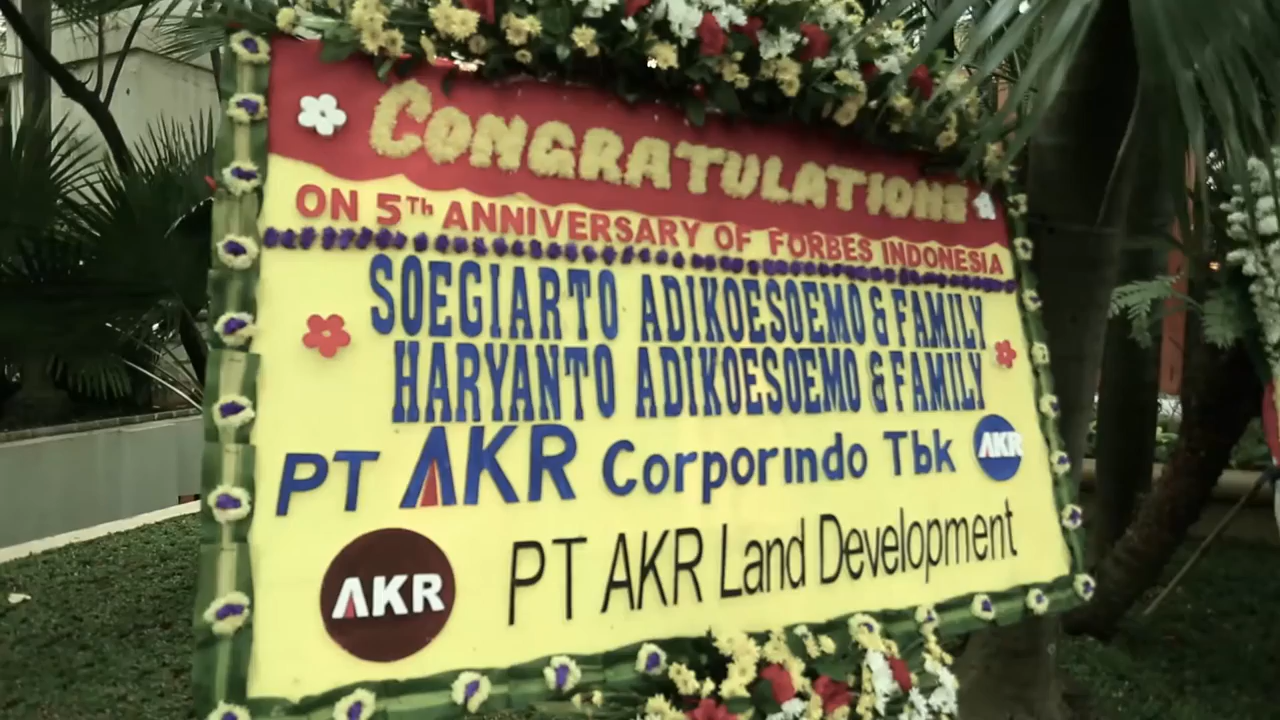 CONGRATULATIONS
ON 5Th ANNIVERSARY OF FORBES INDONESIA
SOEGIARTO ADIKOESOEMO & FAMILY
HARYANTO ADIKOESOEMO & FAMILY
PT AKR Corporindo Tbk AKR
AKR PT AKR Land Development